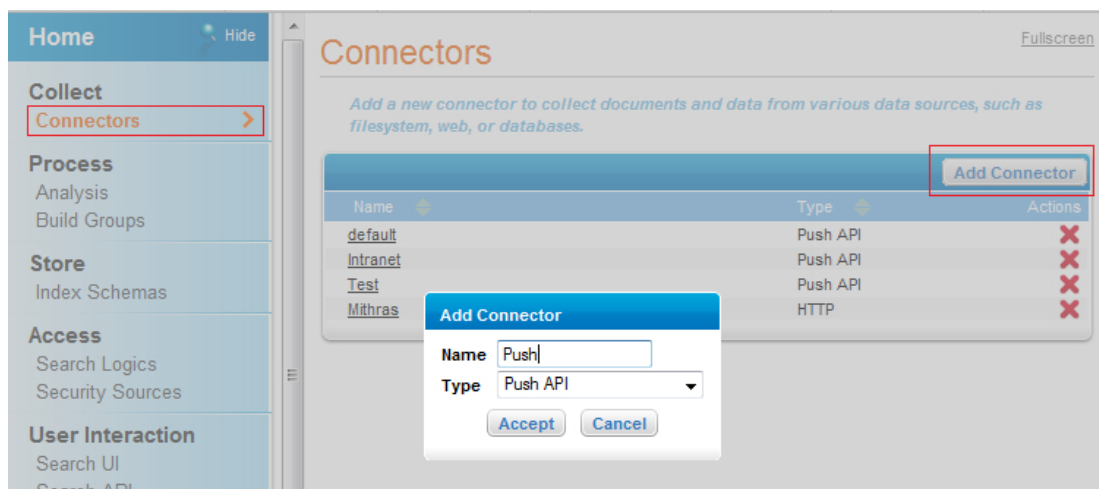 Home
Hide
Collect
Connectors
Process
Analysis
Build Groups
Store
Index Schemas
Access
Search Logics
Security Sources
User Interaction
Search UI
Search API
Connectors
Fullscreen
Add a new connector to collect documents and data from various data sources, such as
filesystem, web, or databases.
Add Connector
Name Type Actions
default Push API
Intranet Push API
Test Push API
Mithras HTTP
Add Connector
Name Push
Type Push API
Accept Cancel